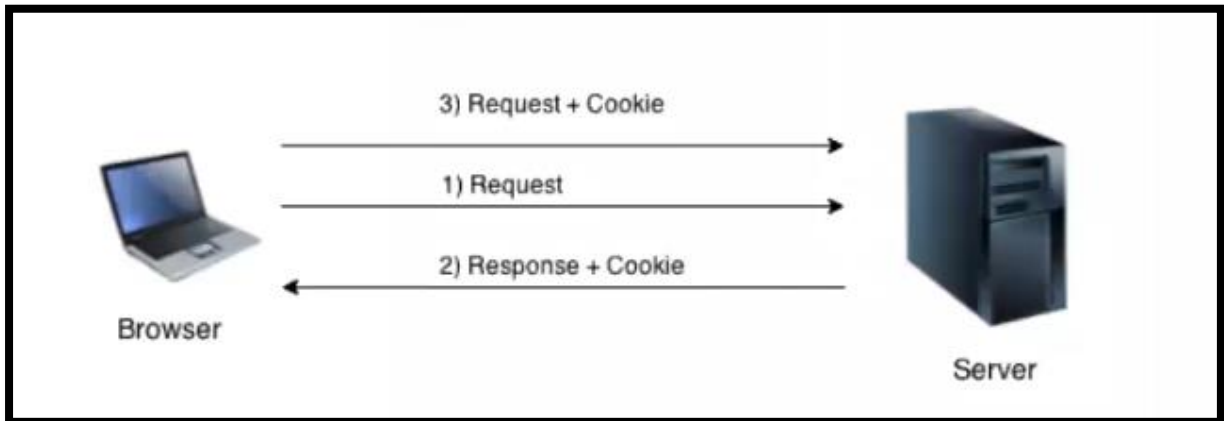 3) Request + Cookie
1) Request
2) Response + Cookie
Browser
Server